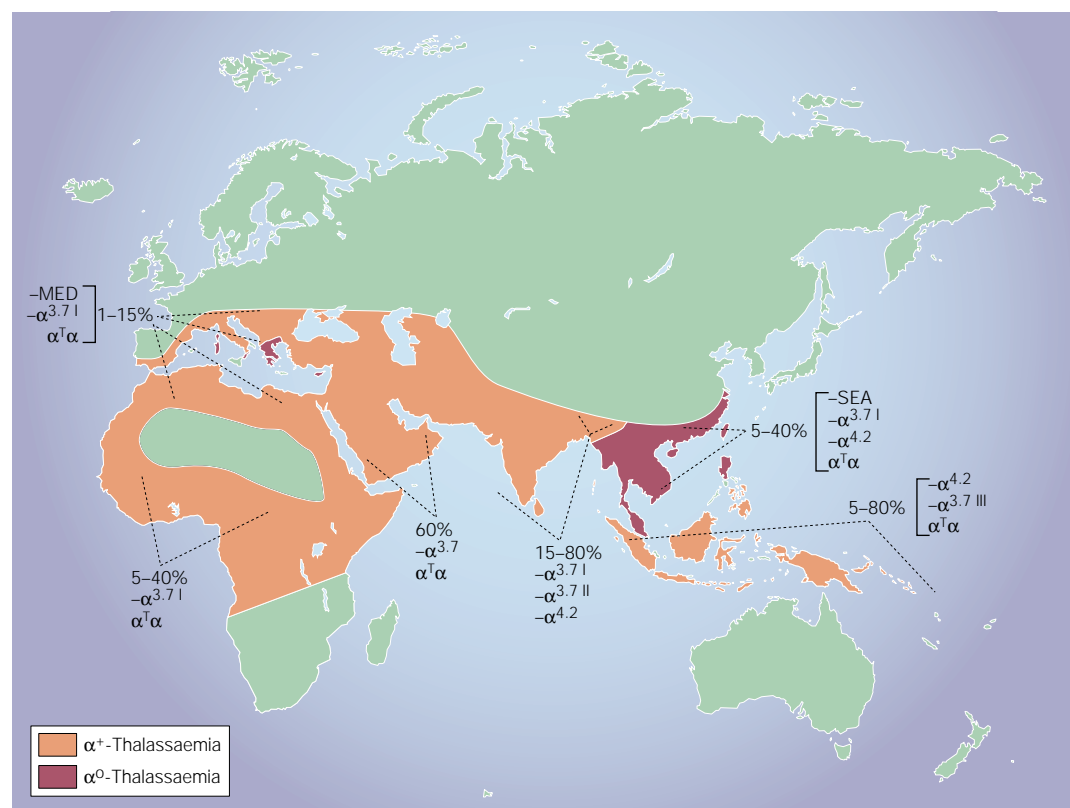 –MED
–α3.7 I
αTα
1–15%
–SEA
–α3.7 I
–α4.2
αTα
5–40%
–α4.2
–α3.7 III
αTα
5–80%
60%
–α3.7
αTα
15–80%
–α3.7 I
–α3.7 II
–α4.2
5–40%
–α3.7 I
αTα
α+-Thalassaemia
αO-Thalassaemia